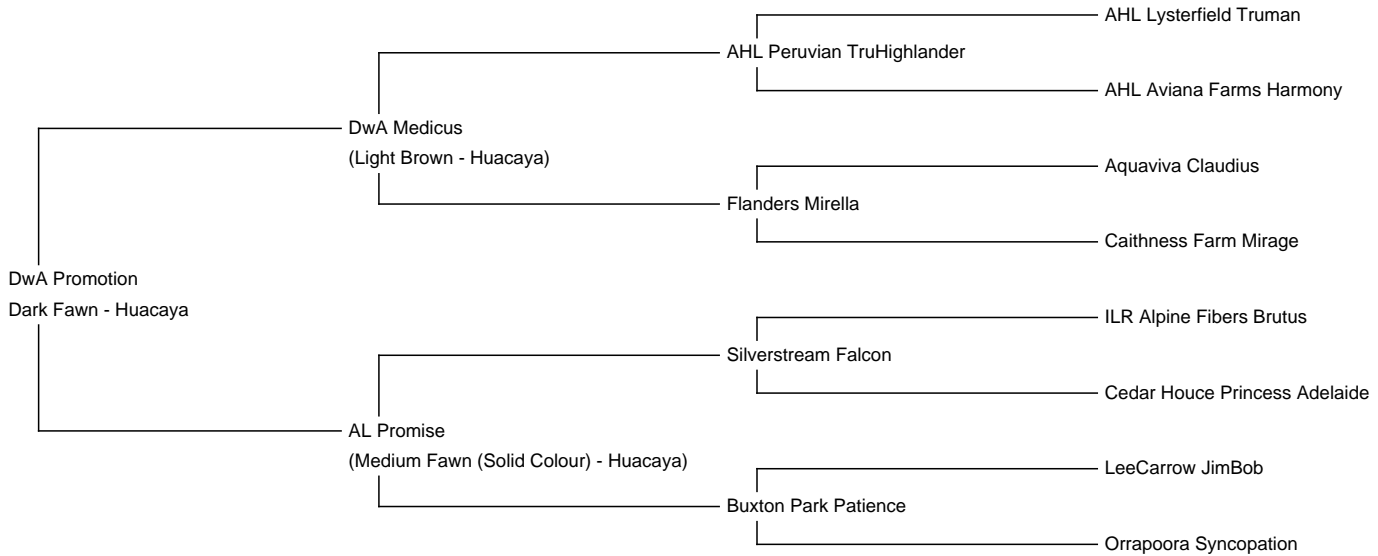 AHL Lysterfield Truman
AHL Peruvian TruHighlander
AHL Aviana Farms Harmony
DwA Medicus
(Light Brown - Huacaya)
Aquaviva Claudius
Flanders Mirella
Caithness Farm Mirage
DwA Promotion
Dark Fawn - Huacaya
ILR Alpine Fibers Brutus
Silverstream Falcon
Cedar Houce Princess Adelaide
AL Promise
(Medium Fawn (Solid Colour) - Huacaya)
LeeCarrow JimBob
Buxton Park Patience
Orrapoora Syncopation